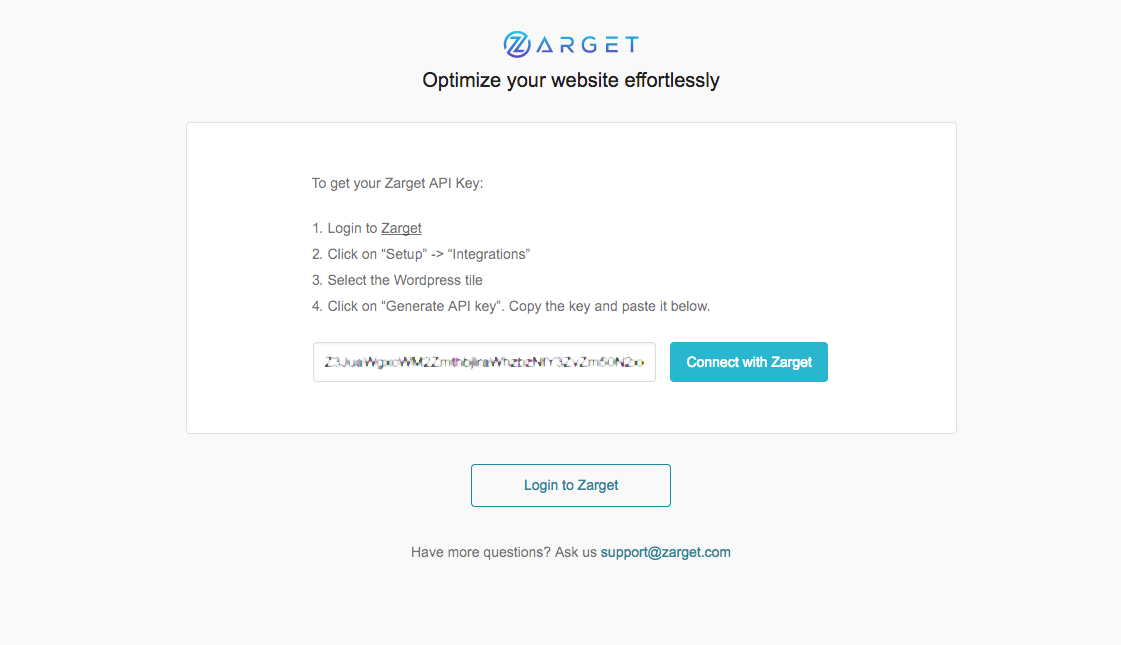 ZARGET
Optimize your website effortlessly
To get your Zarget API Key:
1. Login to Zarget
2. Click on “Setup” -> “Integrations”
3. Select the Wordpress tile
4. Click on “Generate API key”. Copy the key and paste it below.
Connect with Zarget
Login to Zarget
Have more questions? Ask us support@zarget.com